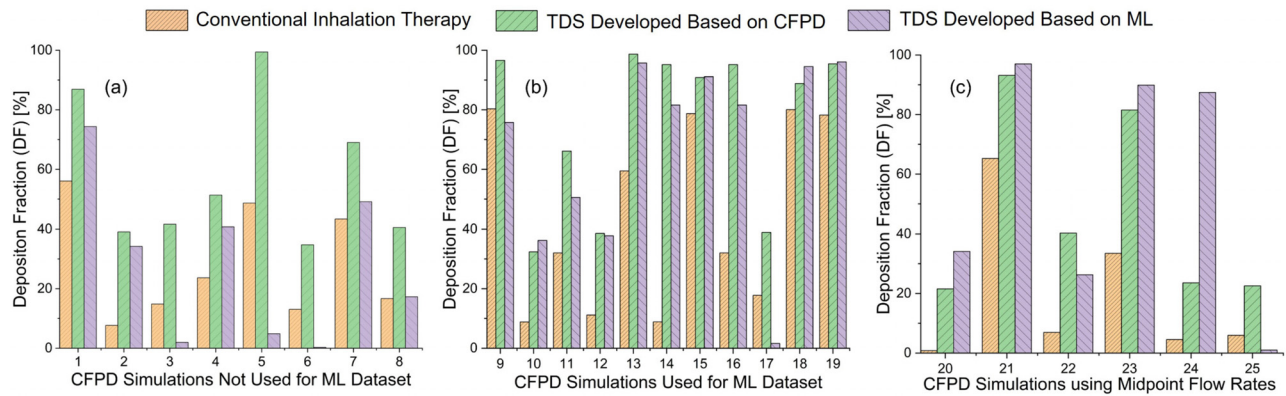 Conventional Inhalation Therapy TDS Developed Based on CFPD TDS Developed Based on ML
(a)
Deposition Fraction (DF) [%]
100
80
60
40
20
0
1 2 3 4 5 6 7 8
CFPD Simulations Not Used for ML Dataset
(b)
Deposition Fraction (DF) [%]
100
80
60
40
20
0
9 10 11 12 13 14 15 16 17 18 19
CFPD Simulations Used for ML Dataset
(c)
Deposition Fraction (DF) [%]
100
80
60
40
20
0
20 21 22 23 24 25
CFPD Simulations using Midpoint Flow Rates